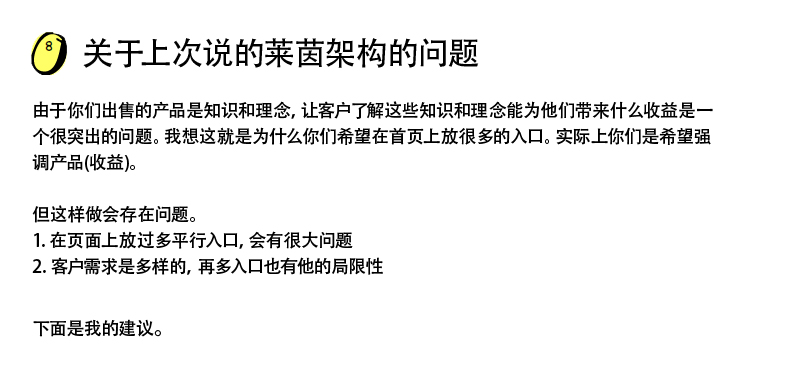 8
关于上次说的莱茵架构的问题
由于你们出售的产品是知识和理念, 让客户了解这些知识和理念能为他们带来什么收益是一
个很突出的问题。我想这就是为什么你们希望在首页上放很多的入口。实际上你们是希望强
调产品(收益)。
但这样做会存在问题。
1. 在页面上放过多平行入口, 会有很大问题
2. 客户需求是多样的, 再多入口也有他的局限性
下面是我的建议。